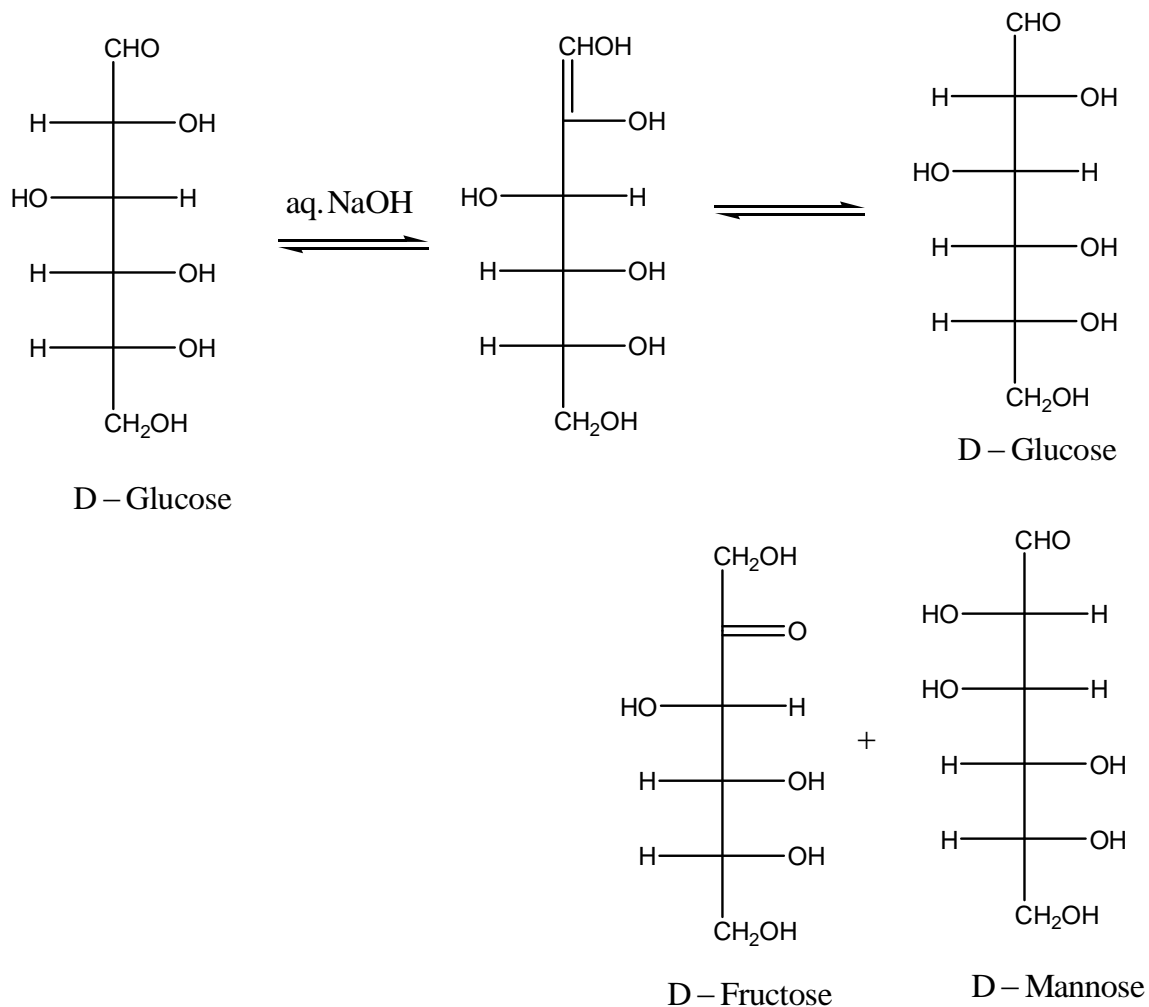 CHO
H OH
HO H
H OH
H OH
CH2OH
D – Glucose
aq. NaOH
CHOH
OH
HO H
H OH
H OH
CH2OH
CHO
H OH
HO H
H OH
H OH
CH2OH
D – Glucose
CH2OH
O
HO H
H OH
H OH
CH2OH
D – Fructose
+
CHO
HO H
HO H
H OH
H OH
CH2OH
D – Mannose